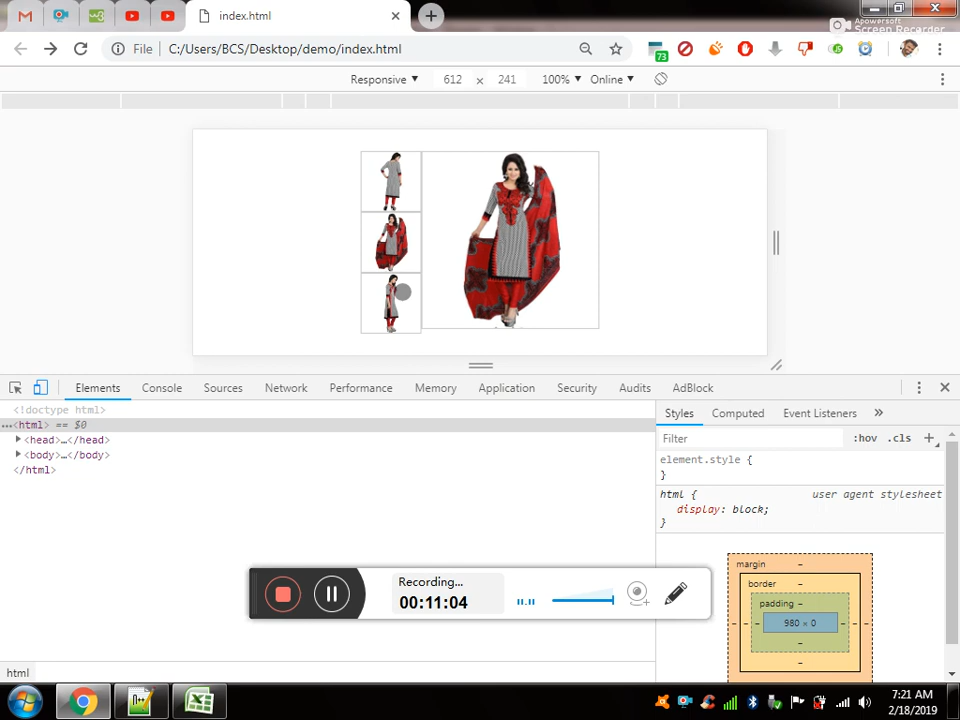 index.html
Apowersoft
Screen Recorder
File C:/Users/BCS/Desktop/demo/index.html
73
Responsive 612 × 241 100% Online
Elements Console Sources Network Performance Memory Application Security Audits AdBlock
<!doctype html>
…<html> == $0
<head>…</head>
<body>…</body>
</html>
Styles Computed Event Listeners »
Filter :hov .cls +
element.style {
}
html { user agent stylesheet
display: block;
}
margin –
border –
padding –
– – – 980 × 0 – – –
–
–
–
Recording...
00:11:04
html
7:21 AM
2/18/2019